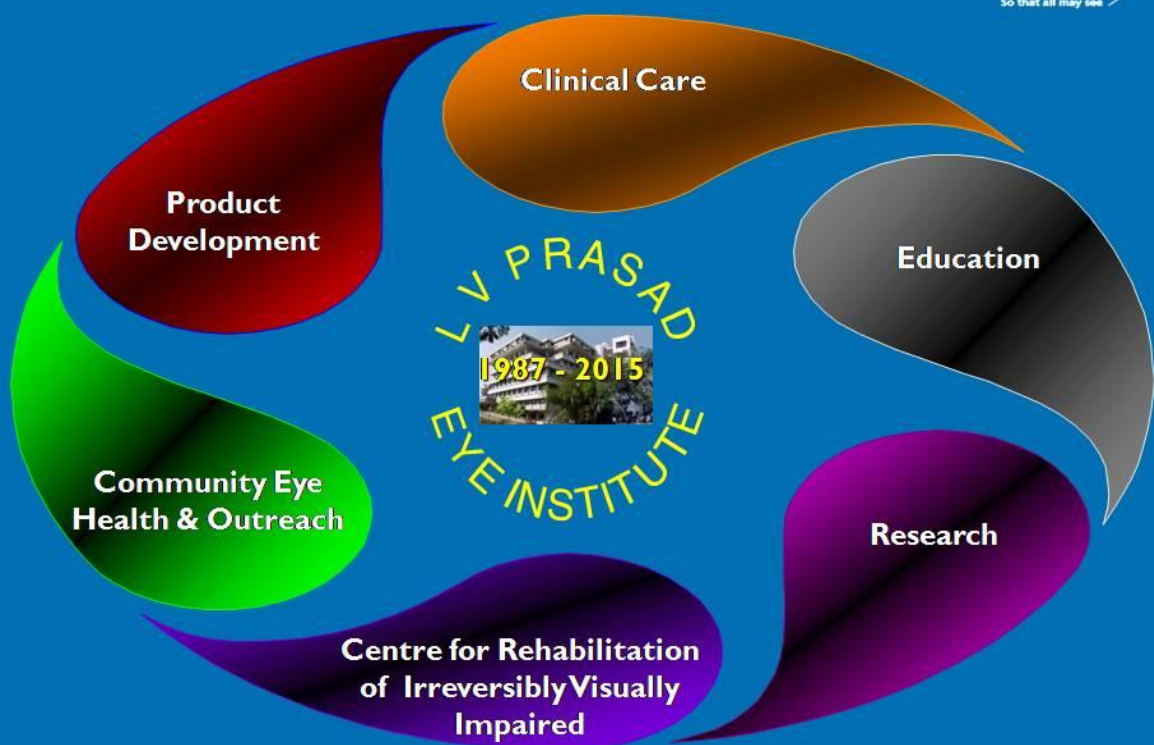 So that all may see
Clinical Care
Product
Development
Education
L V PRASAD
1987 - 2015
EYE INSTITUTE
Community Eye
Health & Outreach
Research
Centre for Rehabilitation
of Irreversibly Visually
Impaired